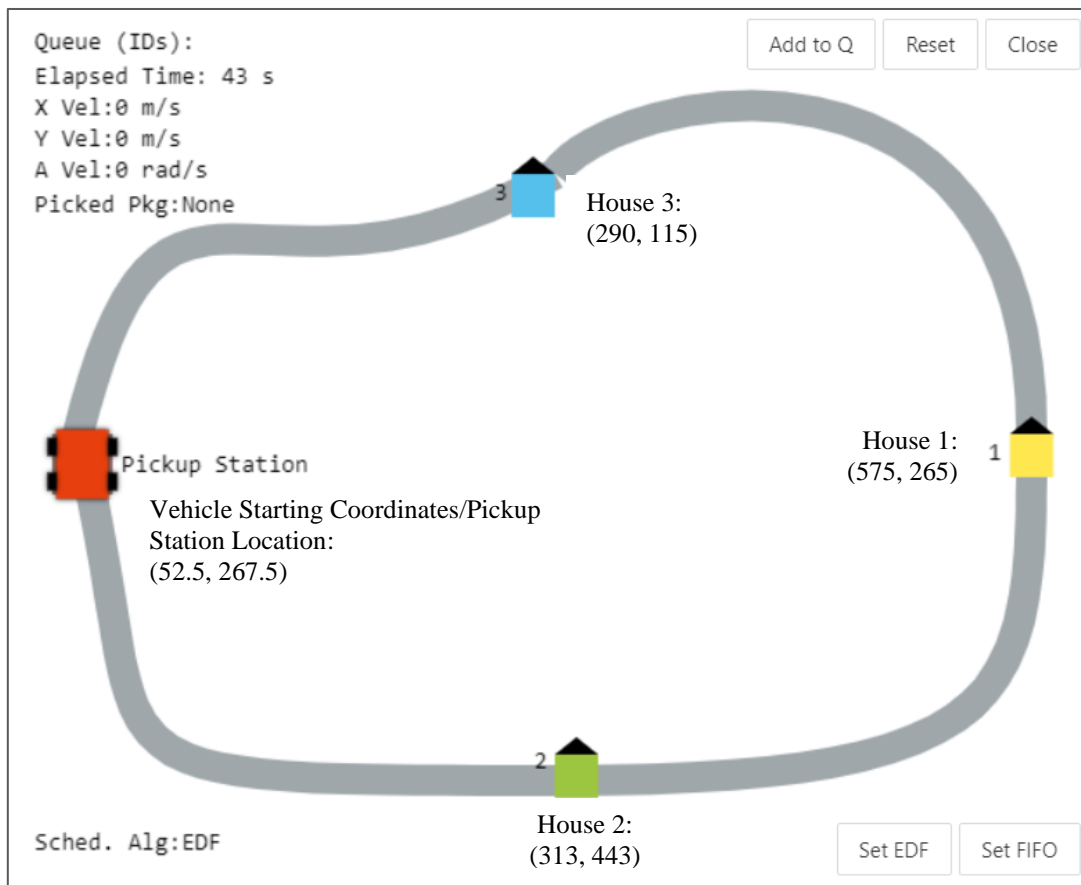 Queue (IDs):
Elapsed Time: 43 s
X Vel:0 m/s
Y Vel:0 m/s
A Vel:0 rad/s
Picked Pkg:None
Add to Q
Reset
Close
3
House 3:
(290, 115)
House 1:
(575, 265)
1
Pickup Station
Vehicle Starting Coordinates/Pickup
Station Location:
(52.5, 267.5)
2
House 2:
(313, 443)
Sched. Alg:EDF
Set EDF
Set FIFO